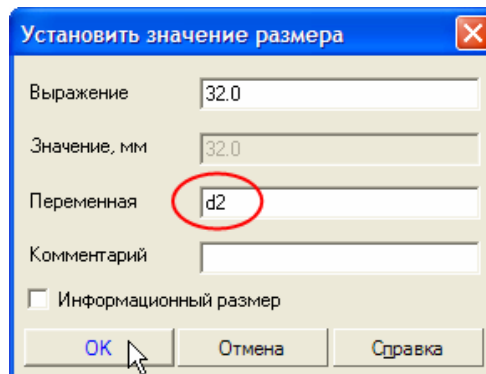 Установить значение размера
Выражение 32.0
Значение, мм 32.0
Переменная d2
Комментарий
Информационный размер
OK Отмена Справка